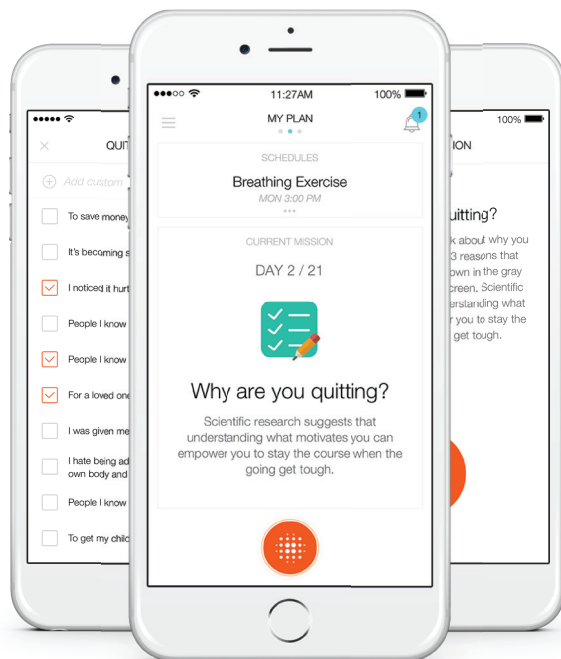 11:27AM
100%
MY PLAN
1
SCHEDULES
Breathing Exercise
MON 3:00 PM
CURRENT MISSION
DAY 2 / 21
Why are you quitting?
Scientific research suggests that
understanding what motivates you can
empower you to stay the course when the
going get tough.
QUI
Add custom
To save money
It's becoming s
I noticed it hurt
People I know
People I know
For a loved one
I was given me
I hate being ad
own body and
People I know
To get my chil
100%
ION
uitting?
k about why you
3 reasons that
own in the gray
creen. Scientific
erstanding what
r you to stay the
get tough.